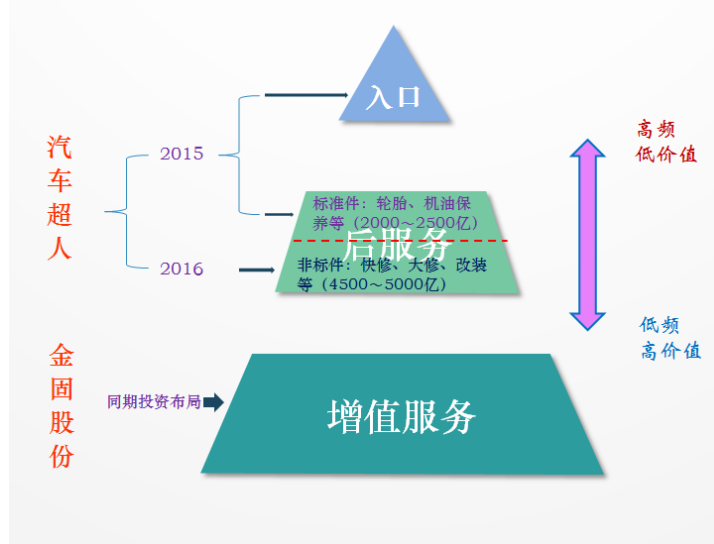 入口
高频
低价值
汽车超人
2015
标准件：轮胎、机油保
养等（2000～2500亿）
后服务
2016
非标件：快修、大修、改装
等（4500～5000亿）
低频
高价值
金固股份
同期投资布局
增值服务